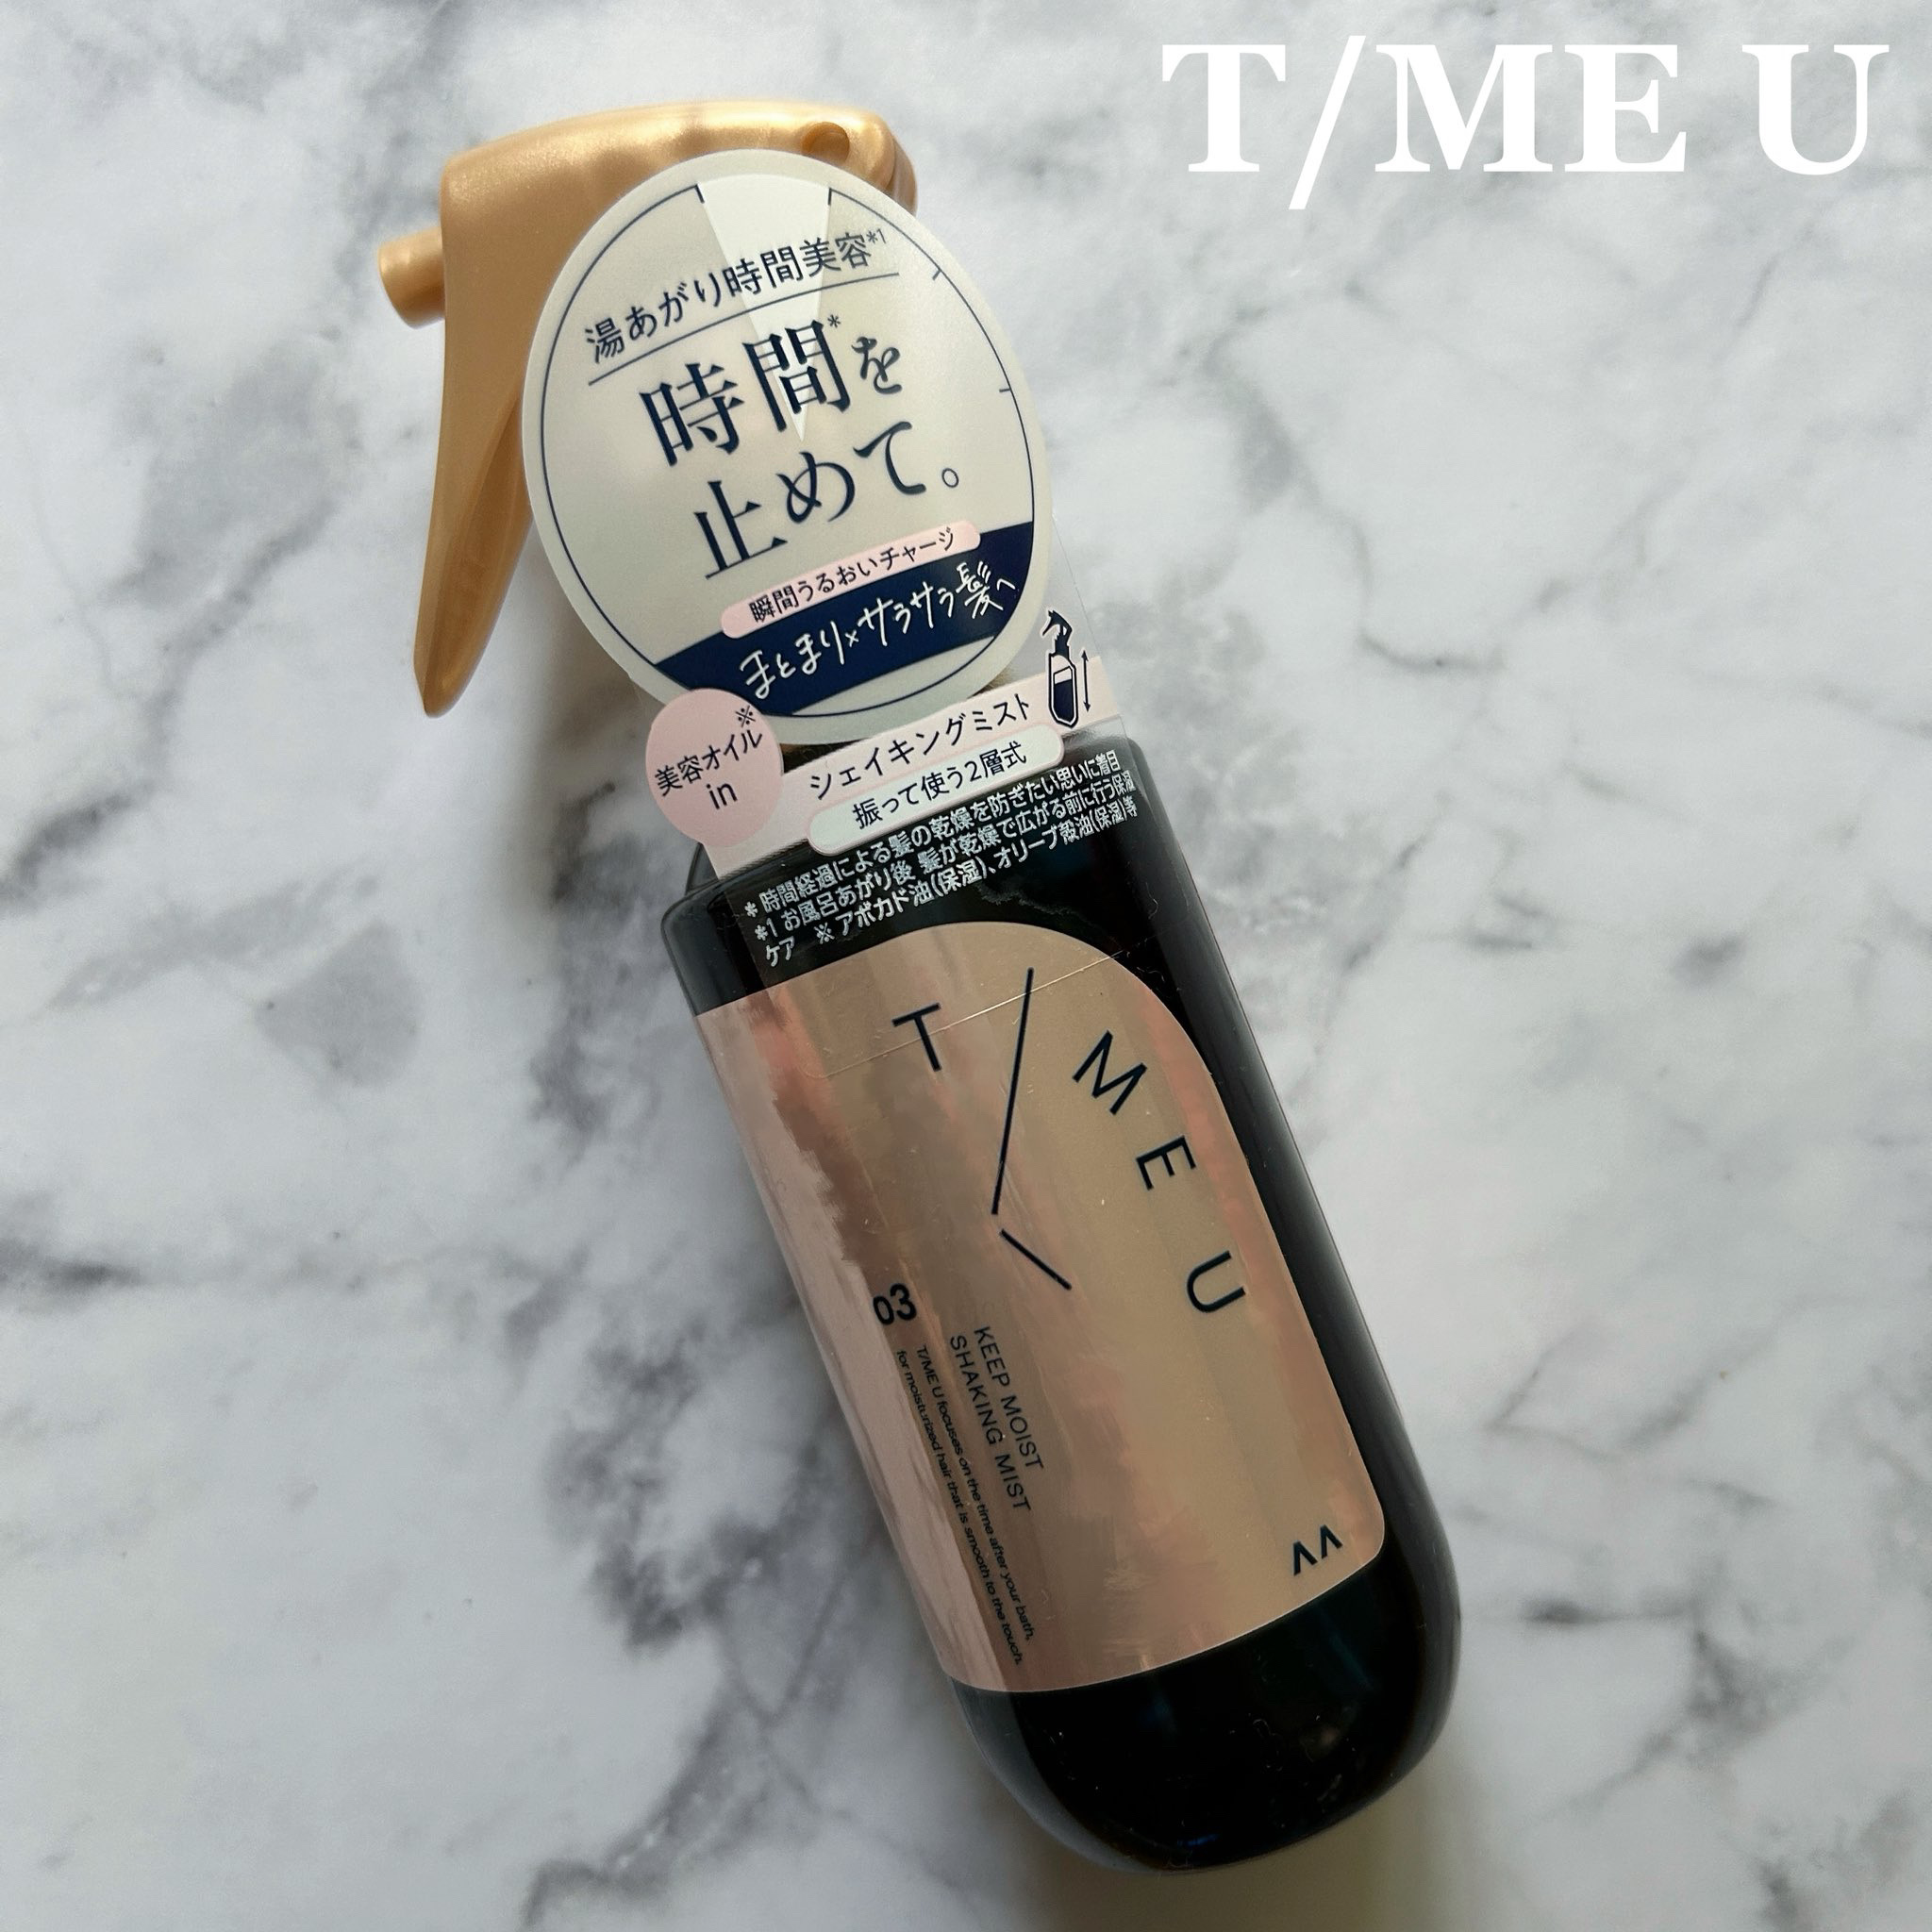 T/ME U
湯あがり時間美容*1
時間*を
止めて。
瞬間うるおいチャージ
まとまり×サラサラ髪へ
美容オイル※
in
シェイキングミスト
振って使う2層式
* 時間経過による髪の乾燥を防ぎたい思いに着目
*1 お風呂あがり後 髪が乾燥で広がる前に行う保湿
ケア ※ アボカド油(保湿)、オリーブ殻油(保湿)等
T/ME U
03
KEEP MOIST
SHAKING MIST
T/ME U focuses on the time after your bath,
for moisturized hair that is smooth to the touch.